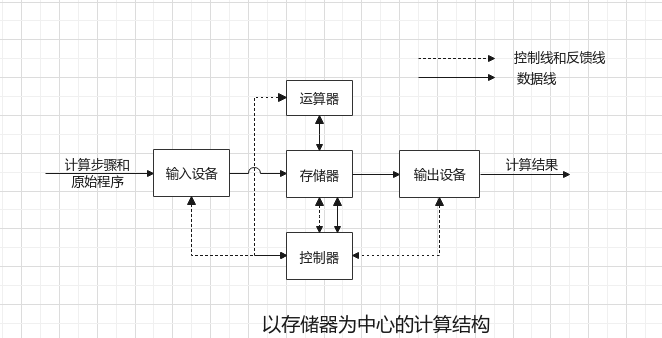 控制线和反馈线
数据线
运算器
计算步骤和
原始程序
输入设备
存储器
输出设备
计算结果
控制器
以存储器为中心的计算结构